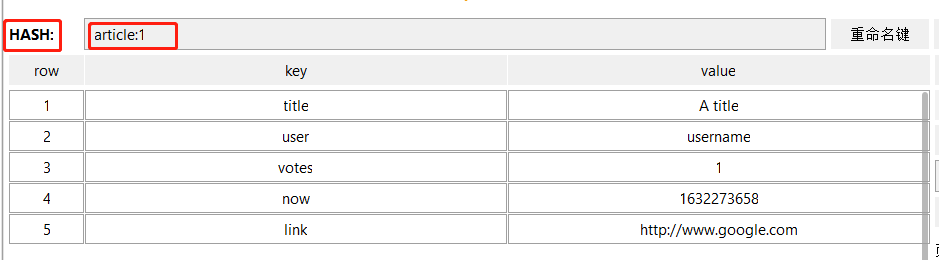 HASH: article:1 重命名键
row key value
1 title A title
2 user username
3 votes 1
4 now 1632273658
5 link http://www.google.com